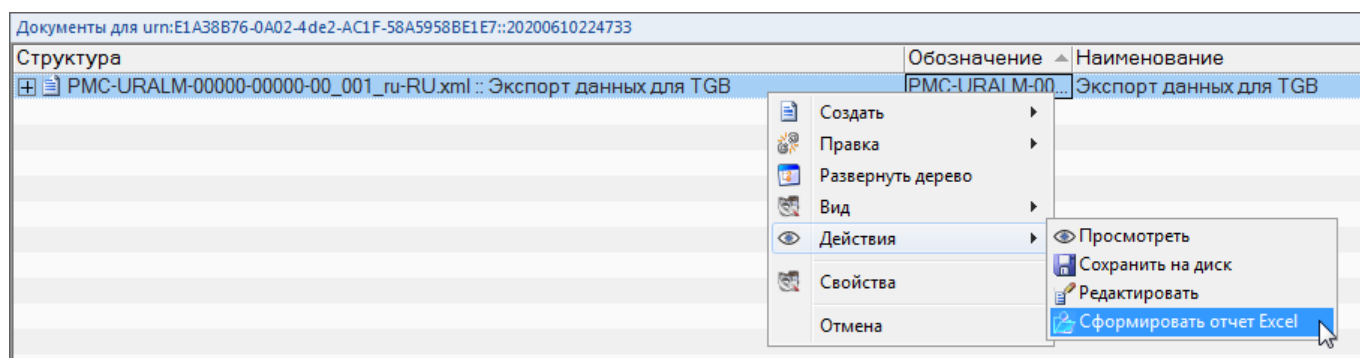 Документы для urn:E1A38B76-0A02-4de2-AC1F-58A5958BE1E7::20200610224733
Структура Обозначение Наименование
PMC-URALM-00000-00000-00_001_ru-RU.xml :: Экспорт данных для TGB PMC-URALM-00... Экспорт данных для TGB
Создать
Правка
Развернуть дерево
Вид
Действия
Просмотреть
Сохранить на диск
Свойства
Редактировать
Отмена
Сформировать отчет Excel